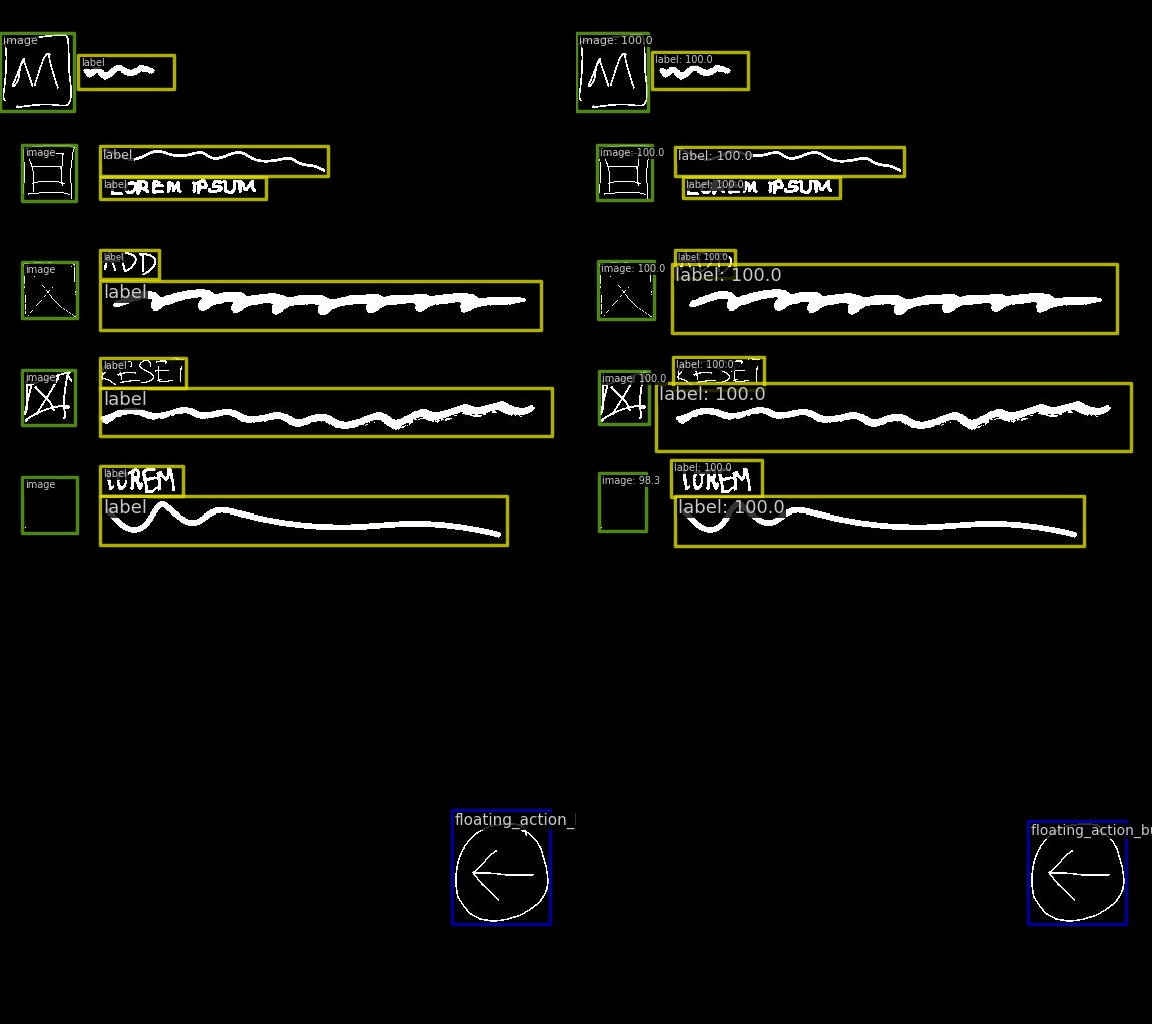 image image: 100.0
M label M label: 100.0
image label image: 100.0 label: 100.0
label LOREM IPSUM label: 100.0 LOREM IPSUM
label ADD label: 100.0
image label image: 100.0 label: 100.0
label RESET label: 100.0 RESET
image label image: 100.0 label: 100.0
label LOREM label: 100.0 LOREM
image label image: 98.3 label: 100.0
floating_action_ floating_action_bu